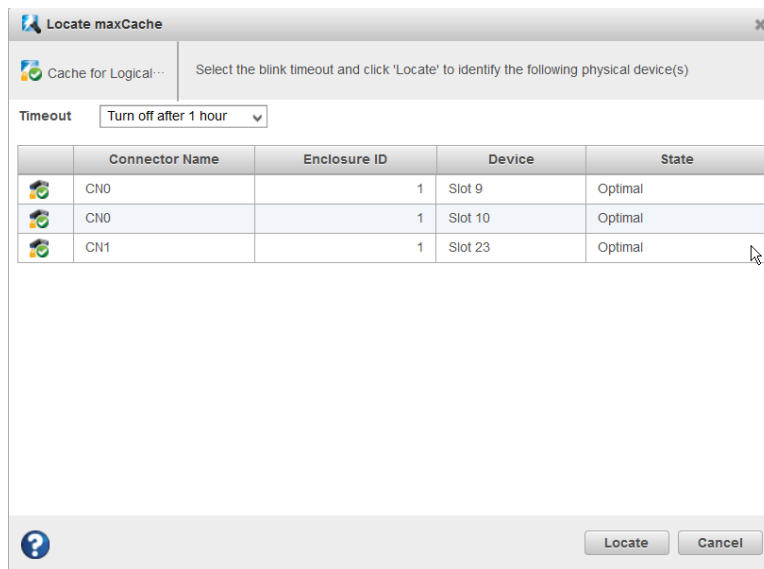 Locate maxCache
Cache for Logical···
Select the blink timeout and click 'Locate' to identify the following physical device(s)
Timeout
Turn off after 1 hour
Connector Name Enclosure ID Device State
CN0 1 Slot 9 Optimal
CN0 1 Slot 10 Optimal
CN1 1 Slot 23 Optimal
?
Locate Cancel